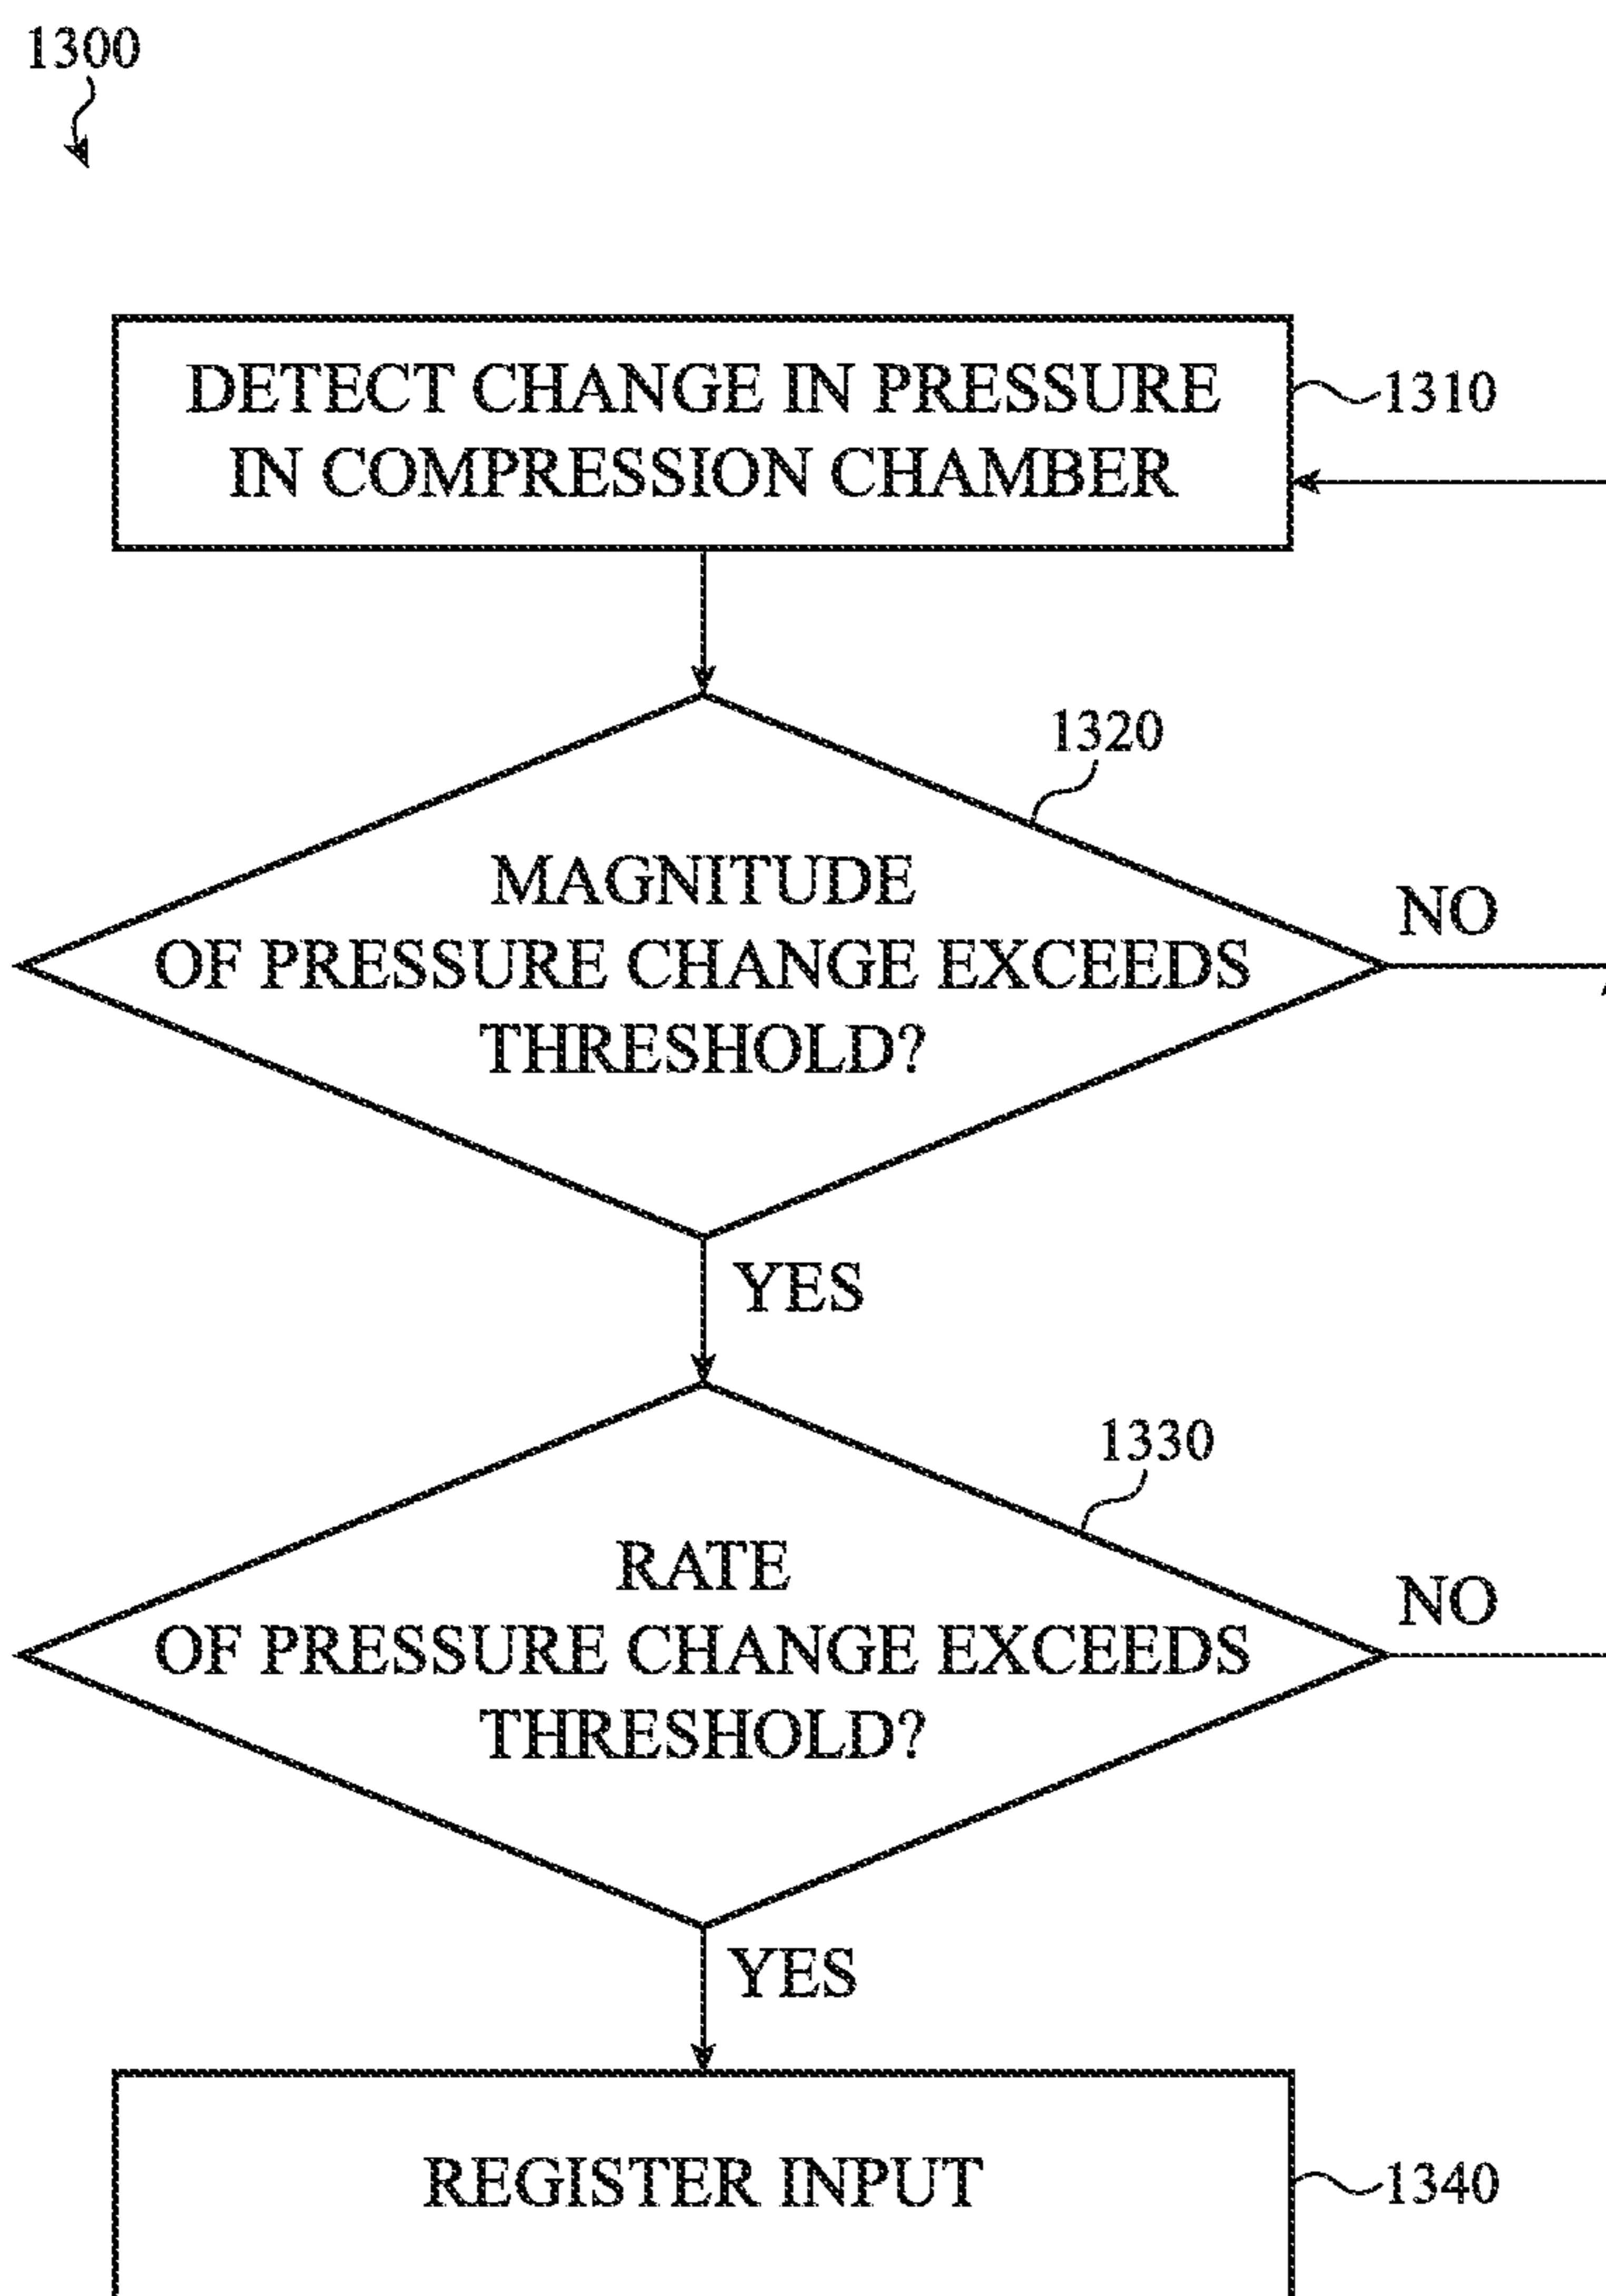 1300
DETECT CHANGE IN PRESSURE
IN COMPRESSION CHAMBER
1310
1320
MAGNITUDE
OF PRESSURE CHANGE EXCEEDS
THRESHOLD?
NO
YES
1330
RATE
OF PRESSURE CHANGE EXCEEDS
THRESHOLD?
NO
YES
REGISTER INPUT
1340